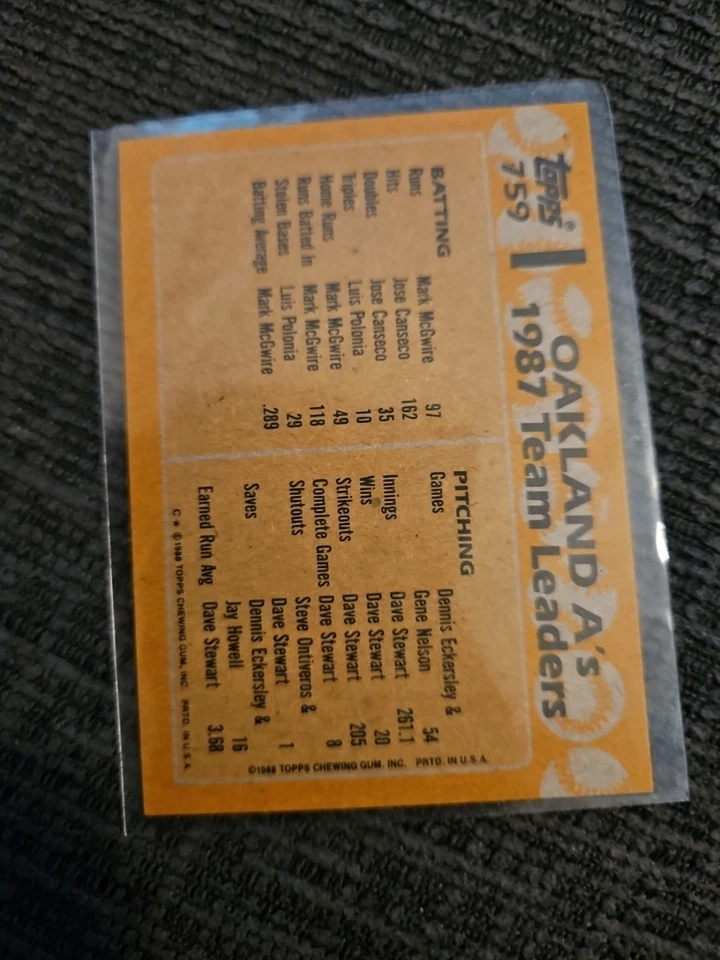 topps®
759
OAKLAND A's
1987 Team Leaders
BATTING
Runs Mark McGwire 97
Hits Jose Canseco 162
Doubles Jose Canseco 35
Triples Luis Polonia 10
Home Runs Mark McGwire 49
Runs Batted In Mark McGwire 118
Stolen Bases Luis Polonia 29
Batting Average Mark McGwire .289
PITCHING
Games Dennis Eckersley &
Gene Nelson 54
Innings Dave Stewart 261.1
Wins Dave Stewart 20
Strikeouts Dave Stewart 205
Complete Games Dave Stewart 8
Shutouts Steve Ontiveros &
Dave Stewart 1
Saves Dennis Eckersley &
Jay Howell 16
Earned Run Avg Dave Stewart 3.68
C * ©1988 TOPPS CHEWING GUM, INC. PRTD. IN U.S.A.
©1988 TOPPS CHEWING GUM, INC. PRTD. IN U.S.A.